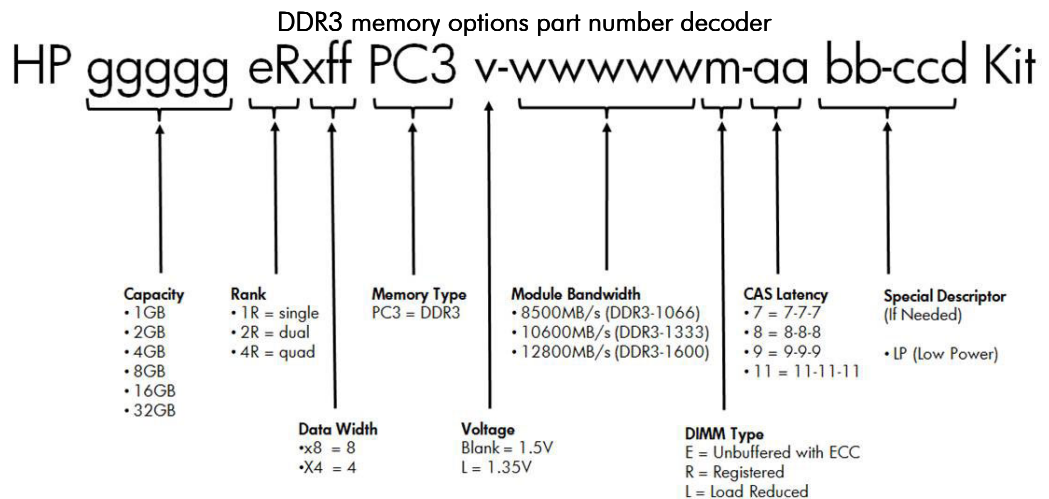 DDR3 memory options part number decoder
HP ggggg eRxff PC3 v-wwwwwm-aa bb-ccd Kit
Capacity
• 1GB
• 2GB
• 4GB
• 8GB
• 16GB
• 32GB
Rank
• 1R = single
• 2R = dual
• 4R = quad
Memory Type
PC3 = DDR3
Module Bandwidth
• 8500MB/s (DDR3-1066)
• 10600MB/s (DDR3-1333)
• 12800MB/s (DDR3-1600)
CAS Latency
• 7 = 7-7-7
• 8 = 8-8-8
• 9 = 9-9-9
• 11 = 11-11-11
Special Descriptor
(If Needed)
• LP (Low Power)
Data Width
•x8 = 8
•X4 = 4
Voltage
Blank = 1.5V
L = 1.35V
DIMM Type
E = Unbuffered with ECC
R = Registered
L = Load Reduced